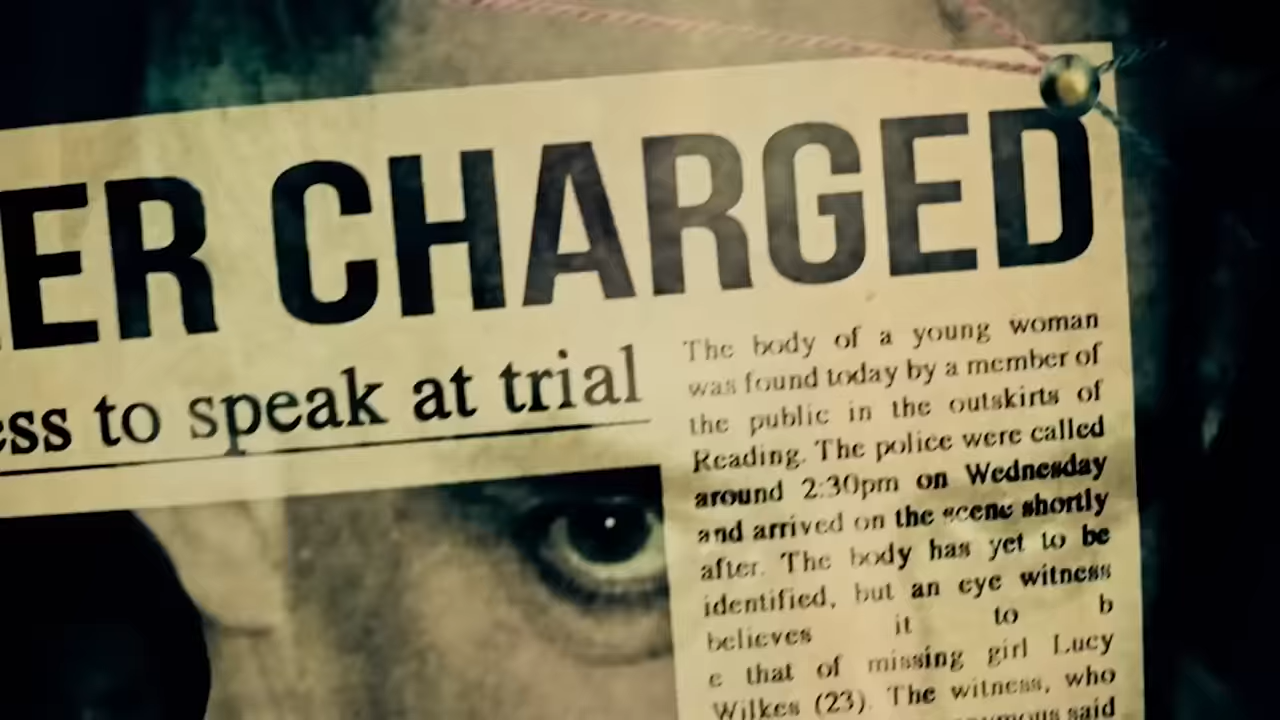 ER CHARGED
ess to speak at trial
The body of a young woman
was found today by a member of
the public in the outskirts of
Reading. The police were called
around 2:30pm on Wednesday
and arrived on the scene shortly
after. The body has yet to be
identified, but an eye witness
believes it to b
e that of missing girl Lucy
Wilkes (23). The witness, who
said